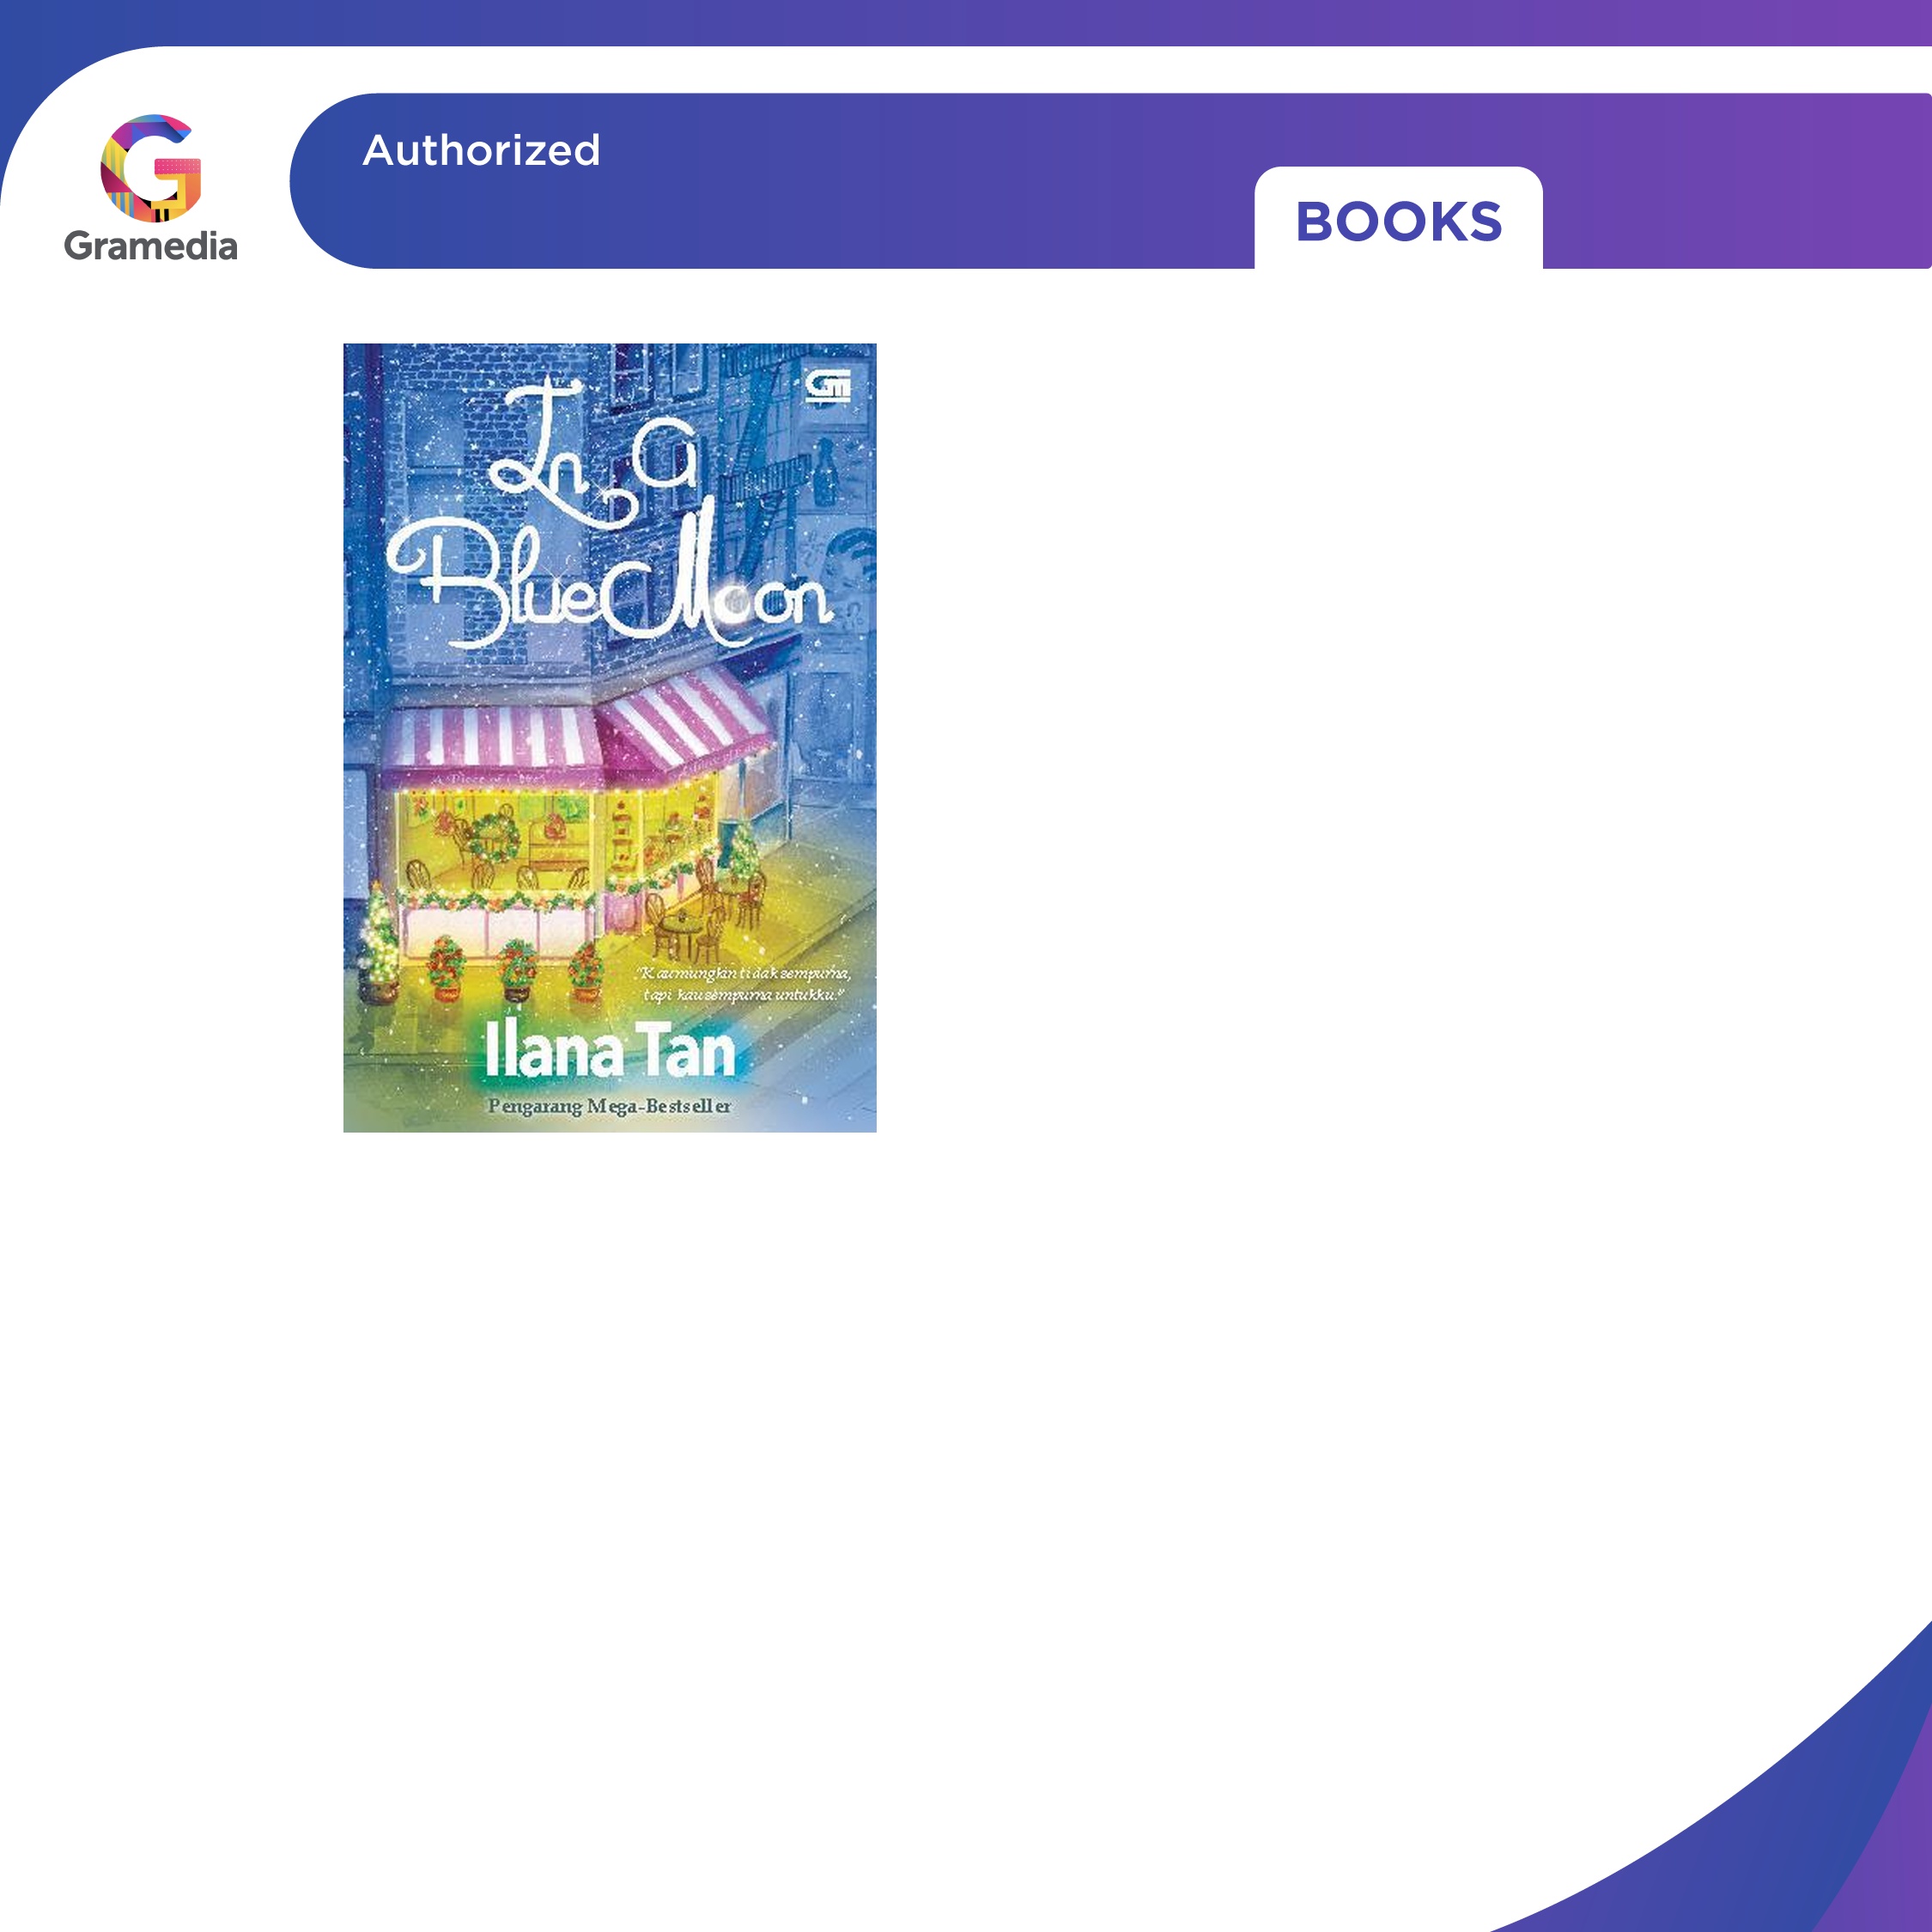 Authorized
Gramedia
BOOKS
GM
In a
Blue Moon
"Kau mungkin tidak sempurna,
tapi kau sempurna untukku."
Ilana Tan
Pengarang Mega-Bestseller